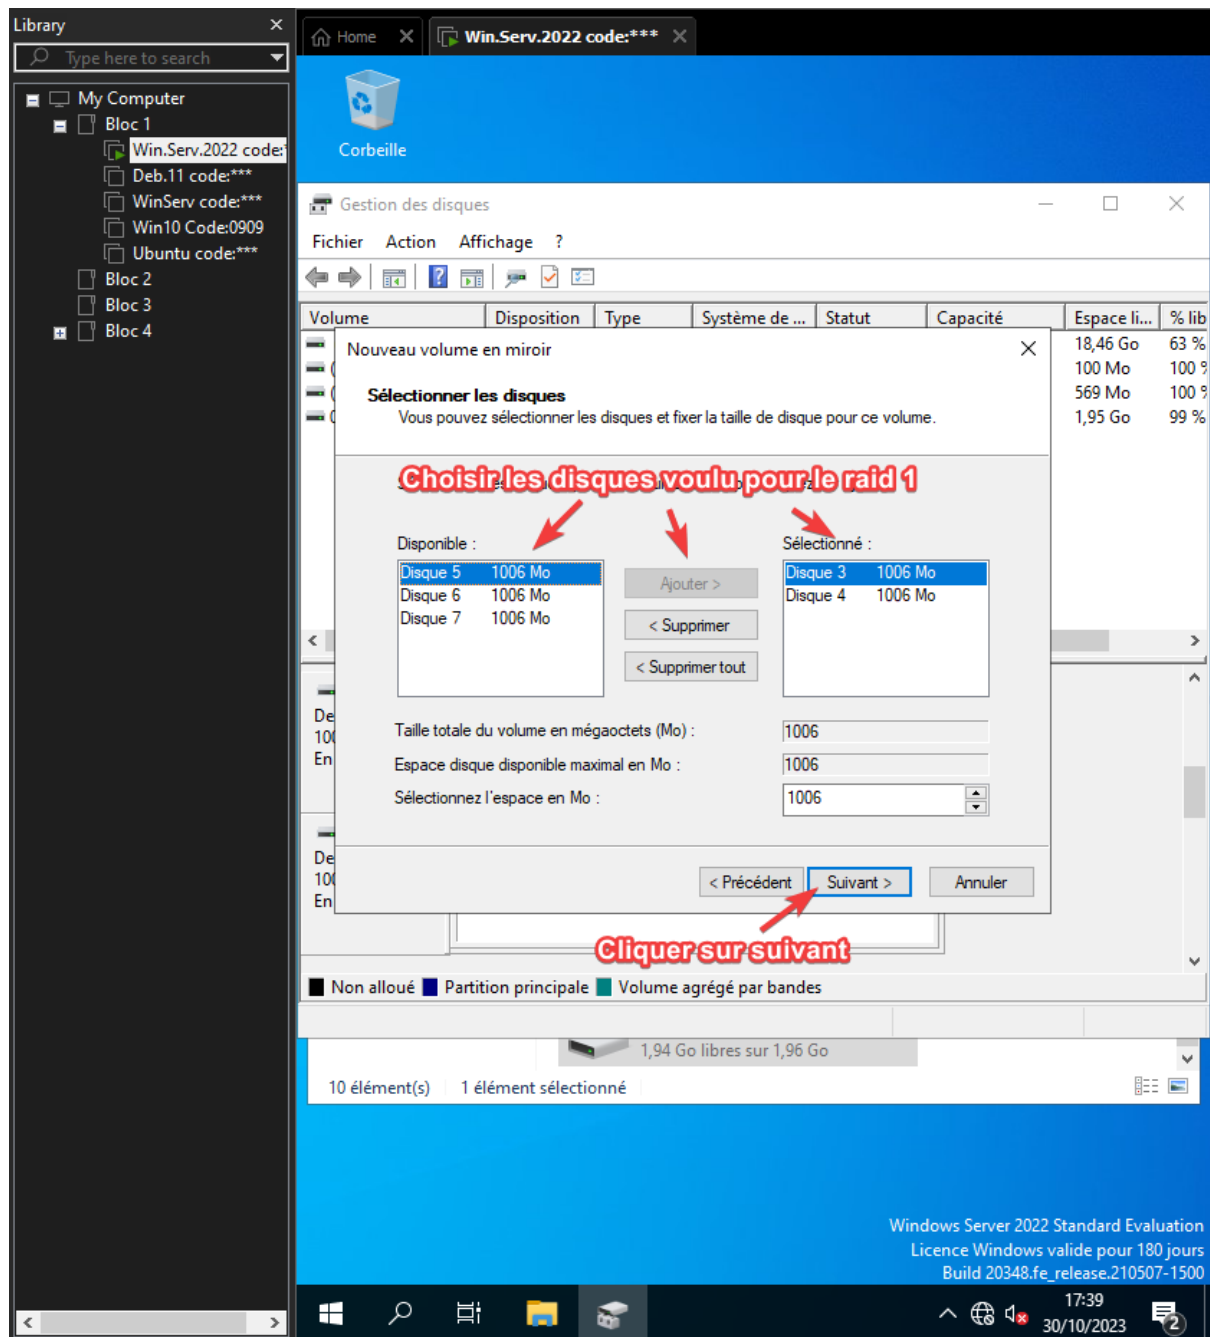 Library
Type here to search
My Computer
Bloc 1
Win.Serv.2022 code:
Deb.11 code:***
WinServ code:***
Win10 Code:0909
Ubuntu code:***
Bloc 2
Bloc 3
Bloc 4
Home
Win.Serv.2022 code:***
Corbeille
Gestion des disques
Fichier Action Affichage ?
Volume Disposition Type Système de ... Statut Capacité Espace li... % lib
18,46 Go 63 %
100 Mo 100 %
569 Mo 100 %
1,95 Go 99 %
Nouveau volume en miroir
Sélectionner les disques
Vous pouvez sélectionner les disques et fixer la taille de disque pour ce volume.
Choisir les disques voulu pour le raid 1
Disponible :
Disque 5 1006 Mo
Disque 6 1006 Mo
Disque 7 1006 Mo
Ajouter >
< Supprimer
< Supprimer tout
Sélectionné :
Disque 3 1006 Mo
Disque 4 1006 Mo
Taille totale du volume en mégaoctets (Mo) : 1006
Espace disque disponible maximal en Mo : 1006
Sélectionnez l'espace en Mo : 1006
De
100
En
De
100
En
< Précédent Suivant > Annuler
Cliquer sur suivant
Non alloué Partition principale Volume agrégé par bandes
1,94 Go libres sur 1,96 Go
10 élément(s) 1 élément sélectionné
Windows Server 2022 Standard Evaluation
Licence Windows valide pour 180 jours
Build 20348.fe_release.210507-1500
17:39
30/10/2023
2